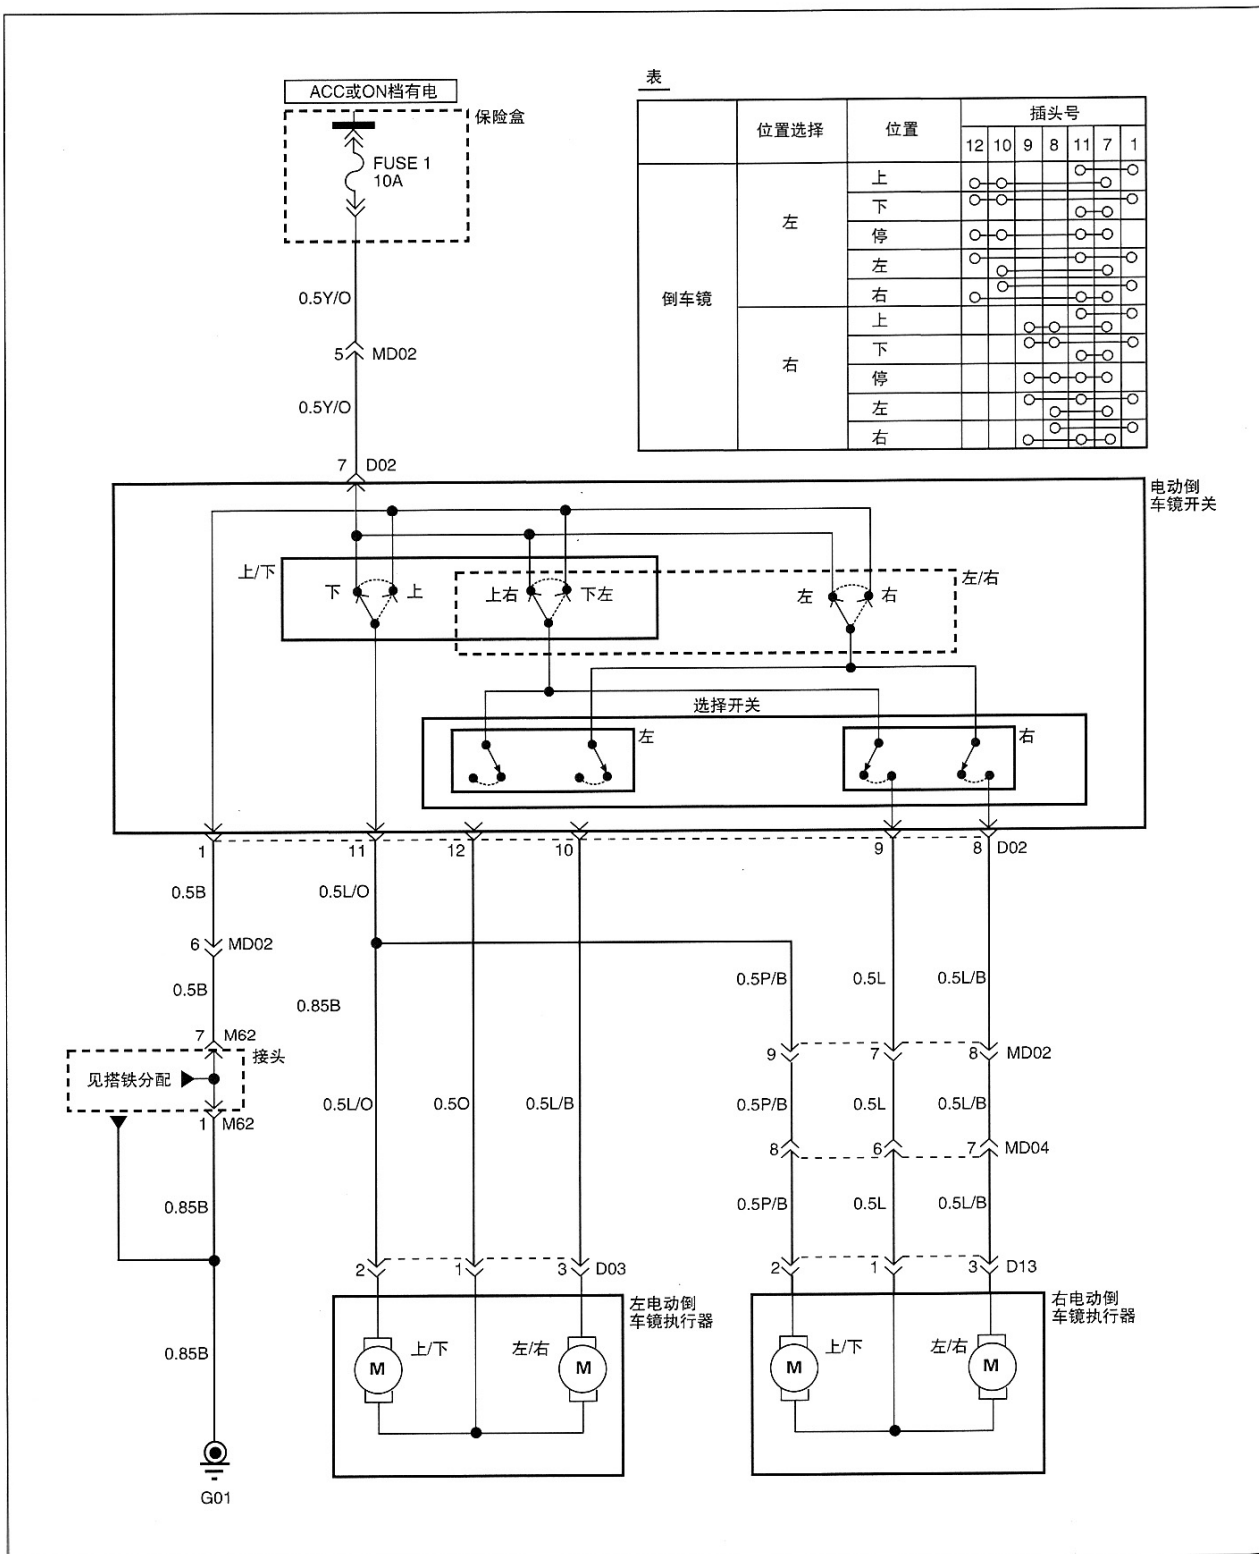 表
ACC或ON档有电
保险盒
FUSE 1
10A
位置选择
位置
插头号
12 10 9 8 11 7 1
倒车镜
左
上
下
停
左
右
右
上
下
停
左
右
0.5Y/O
5 MD02
0.5Y/O
7 D02
电动倒
车镜开关
上/下
下 上
上右 下左
左 右
左/右
选择开关
左
右
1 11 12 10 9 8 D02
0.5B 0.5L/O
6 MD02
0.5P/B 0.5L 0.5L/B
0.5B
0.85B
7 M62
接头
9 7 8 MD02
见搭铁分配
0.5L/O 0.5O 0.5L/B 0.5P/B 0.5L 0.5L/B
1 M62
8 6 7 MD04
0.85B
0.5P/B 0.5L 0.5L/B
2 1 3 D03
2 1 3 D13
左电动倒
车镜执行器
右电动倒
车镜执行器
0.85B
上/下 左/右
M M
上/下 左/右
M M
G01